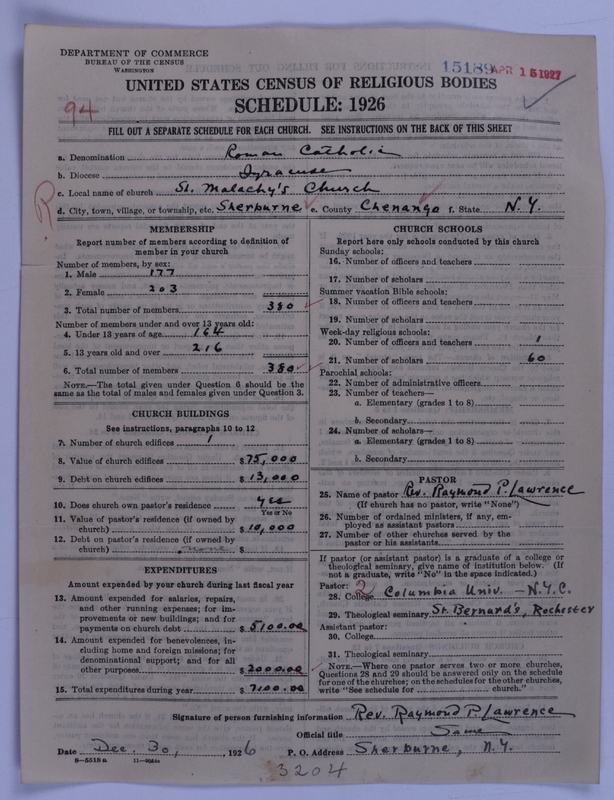 DEPARTMENT OF COMMERCE
BUREAU OF THE CENSUS
WASHINGTON
15189 APR 15 1927
UNITED STATES CENSUS OF RELIGIOUS BODIES
94
SCHEDULE: 1926
FILL OUT A SEPARATE SCHEDULE FOR EACH CHURCH. SEE INSTRUCTIONS ON THE BACK OF THIS SHEET
a. Denomination Roman Catholic
b. Diocese Syracuse
c. Local name of church St. Malachy's Church
R
d. City, town, village, or township, etc. Sherburne e. County Chenango f. State N.Y.
MEMBERSHIP
Report number of members according to definition of
member in your church
Number of members, by sex:
1. Male 177
2. Female 203
3. Total number of members 380
Number of members under and over 13 years old:
4. Under 13 years of age 164
5. 13 years old and over 216
6. Total number of members 380
NOTE.—The total given under Question 6 should be the
same as the total of males and females given under Question 3.
CHURCH BUILDINGS
See instructions, paragraphs 10 to 12
7. Number of church edifices 1
8. Value of church edifices $75,000
9. Debt on church edifices $13,000
10. Does church own pastor's residence yes
Yes or No
11. Value of pastor's residence (if owned by
church) $10,000
12. Debt on pastor's residence (if owned by
church) none $
EXPENDITURES
Amount expended by your church during last fiscal year
13. Amount expended for salaries, repairs,
and other running expenses; for im-
provements or new buildings; and for
payments on church debt $5100.00
14. Amount expended for benevolences, in-
cluding home and foreign missions; for
denominational support; and for all
other purposes $2000.00
15. Total expenditures during year $7100.00
CHURCH SCHOOLS
Report here only schools conducted by this church
Sunday schools:
16. Number of officers and teachers
17. Number of scholars
Summer vacation Bible schools:
18. Number of officers and teachers
19. Number of scholars
Week-day religious schools:
20. Number of officers and teachers 1
21. Number of scholars 60
Parochial schools:
22. Number of administrative officers
23. Number of teachers—
a. Elementary (grades 1 to 8)
b. Secondary
24. Number of scholars—
a. Elementary (grades 1 to 8)
b. Secondary
PASTOR
25. Name of pastor Rev. Raymond P. Lawrence
(If church has no pastor, write "None")
26. Number of ordained ministers, if any, em-
ployed as assistant pastors
27. Number of other churches served by the
pastor or his assistants
If pastor (or assistant pastor) is a graduate of a college or
theological seminary, give name of institution below. (If
not a graduate, write "No" in the space indicated.)
Pastor: 2
28. College Columbia Univ. — N.Y.C.
29. Theological seminary St. Bernard's, Rochester
Assistant pastor:
30. College
31. Theological seminary
NOTE.—Where one pastor serves two or more churches,
Questions 28 and 29 should be answered only on the schedule
for one of the churches; on the schedules for the other churches,
write "See schedule for church."
Signature of person furnishing information Rev. Raymond P. Lawrence
Official title Same
Date Dec. 30, 1926 P. O. Address Sherburne, N.Y.
8—5518a
3204